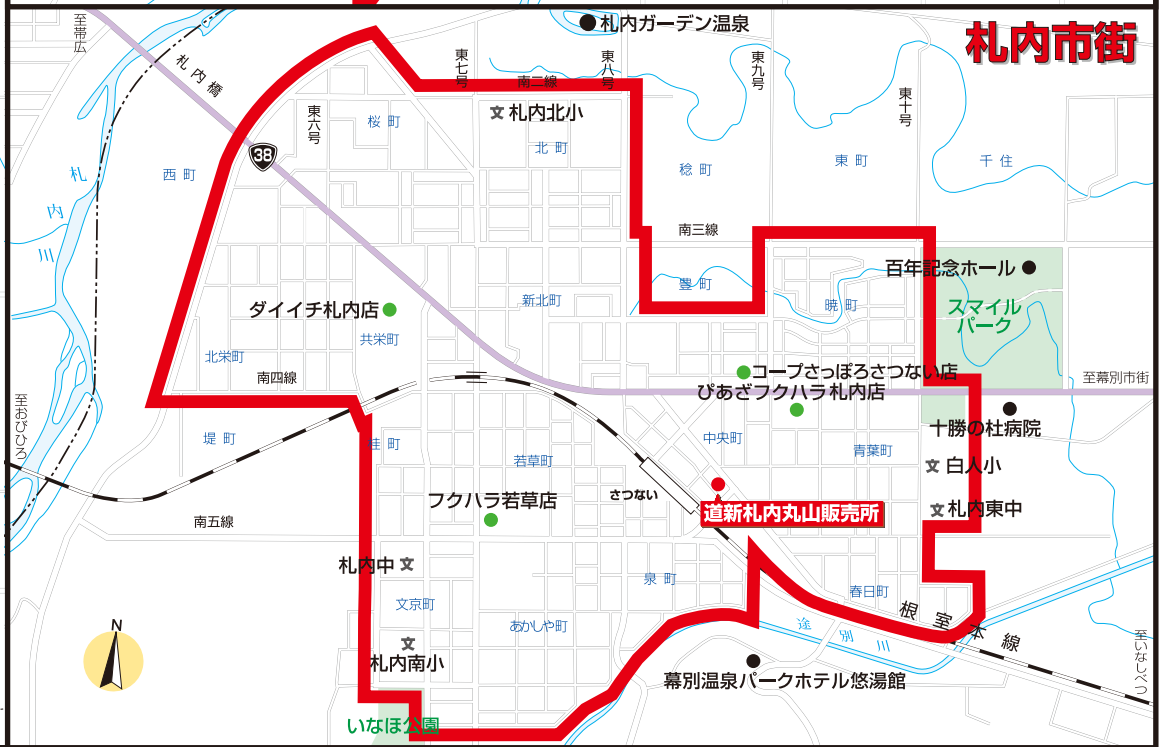 札内市街
至帯広
札内橋
東六号
東七号
南二線
東八号
札内ガーデン温泉
東九号
東十号
38
桜町
札内北小
北町
稔町
東町
千住
西町
札内川
南三線
百年記念ホール
豊町
スマイル
パーク
暁町
新北町
ダイイチ札内店
共栄町
北栄町
南四線
コープさっぽろさつない店
ぴあざフクハラ札内店
至幕別市街
至おびひろ
十勝の杜病院
堤町
桂町
若草町
中央町
青葉町
白人小
さつない
フクハラ若草店
道新札内丸山販売所
札内東中
南五線
札内中
文京町
泉町
春日町
根室本線
あかしや町
途別川
札内南小
幕別温泉パークホテル悠湯館
至いなしべつ
いなほ公園
N